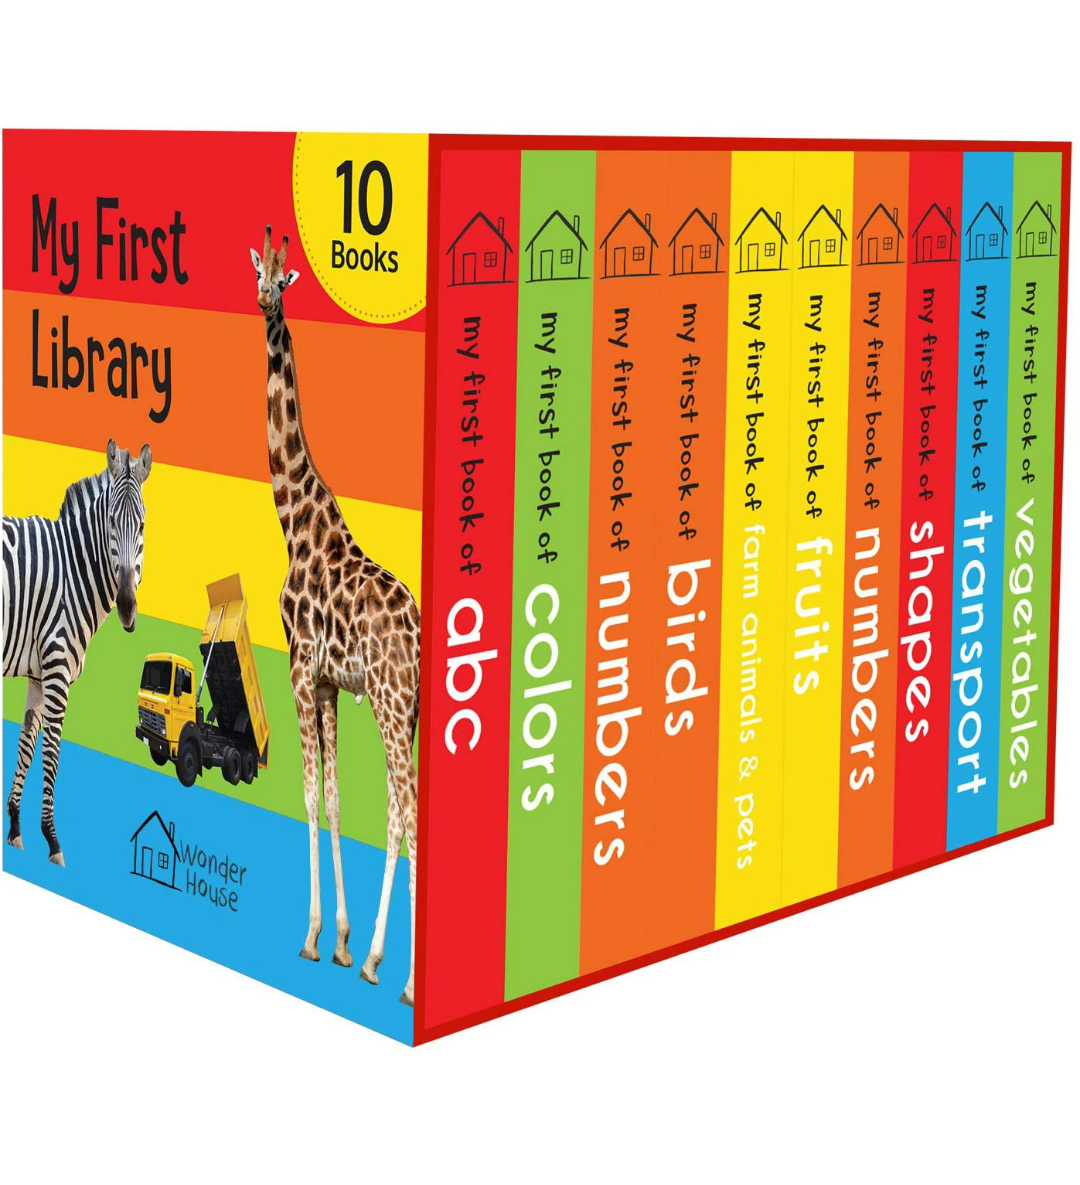 My First
Library
10
Books
Wonder
House
my first book of abc
my first book of colors
my first book of numbers
my first book of birds
my first book of farm animals & pets
my first book of fruits
my first book of numbers
my first book of shapes
my first book of transport
my first book of vegetables